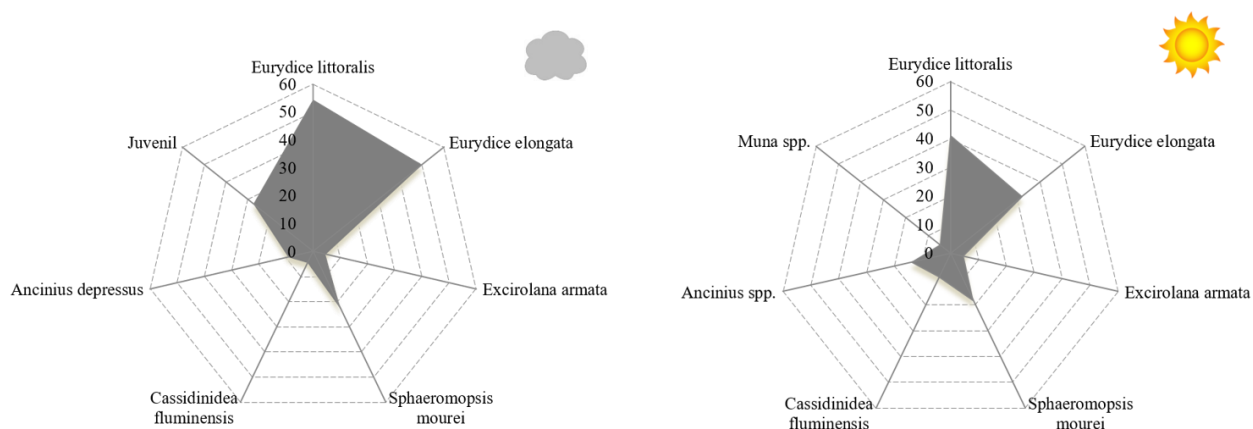 Eurydice littoralis
60
50
40
30
20
10
0
Eurydice elongata
Excirolana armata
Sphaeromopsis
mourei
Cassidinidea
fluminensis
Ancinius depressus
Juvenil
Eurydice littoralis
60
50
40
30
20
10
0
Eurydice elongata
Excirolana armata
Sphaeromopsis
mourei
Cassidinidea
fluminensis
Ancinius spp.
Muna spp.